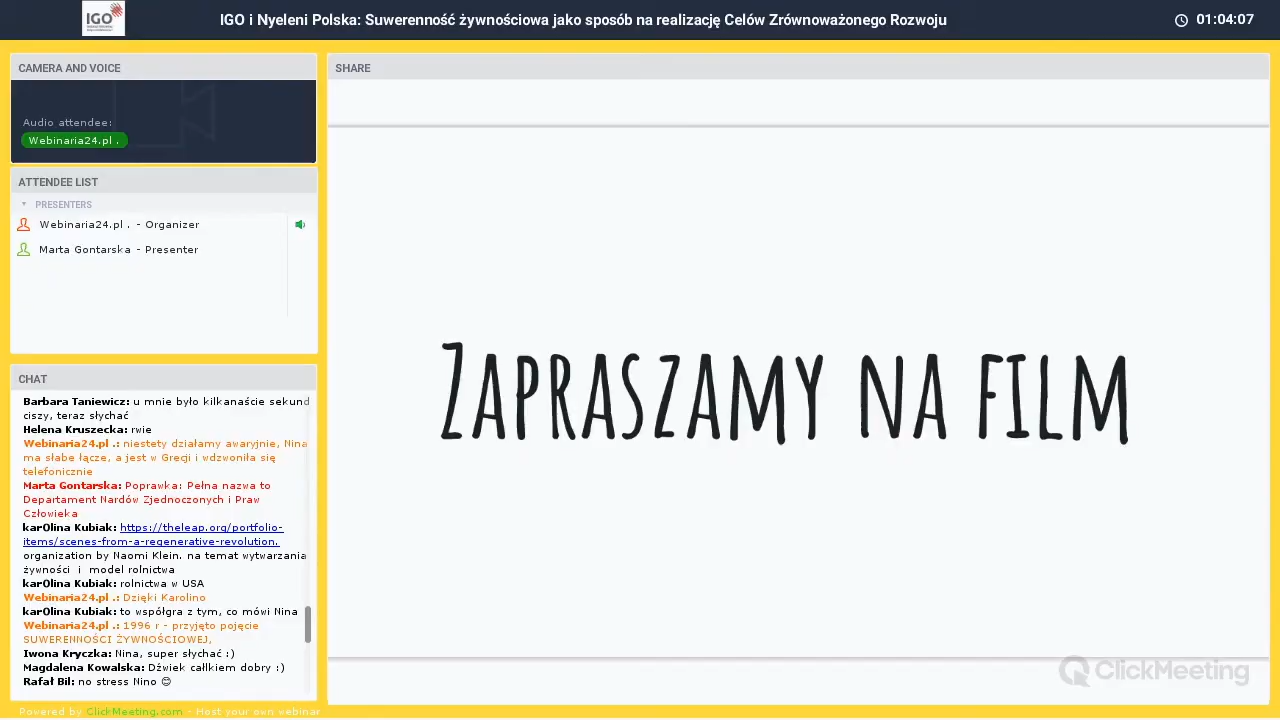 IGO
IGO i Nyeleni Polska: Suwerenność żywnościowa jako sposób na realizację Celów Zrównoważonego Rozwoju
01:04:07
CAMERA AND VOICE
Audio attendee:
Webinaria24.pl .
ATTENDEE LIST
PRESENTERS
Webinaria24.pl . - Organizer
Marta Gontarska - Presenter
CHAT
Barbara Taniewicz: u mnie było kilkanaście sekund
ciszy, teraz słychać
Helena Kruszecka: rwie
Webinaria24.pl .: niestety działamy awaryjnie, Nina
ma słabe łącze, a jest w Grecji i wdzwoniła się
telefonicznie
Marta Gontarska: Poprawka: Pełna nazwa to
Departament Nardów Zjednoczonych i Praw
Człowieka
kar0lina Kubiak: https://theleap.org/portfolio-
items/scenes-from-a-regenerative-revolution.
organization by Naomi Klein. na temat wytwarzania
żywności i model rolnictwa
kar0lina Kubiak: rolnictwa w USA
Webinaria24.pl .: Dzięki Karolino
kar0lina Kubiak: to współgra z tym, co mówi Nina
Webinaria24.pl .: 1996 r - przyjęto pojęcie
SUWERENNOŚCI ŻYWNOŚCIOWEJ,
Iwona Kryczka: Nina, super słychać :)
Magdalena Kowalska: Dźwiek całlkiem dobry :)
Rafał Bil: no stress Nino 😊
Powered by ClickMeeting.com - Host your own webinar
SHARE
ZAPRASZAMY NA FILM
ClickMeeting